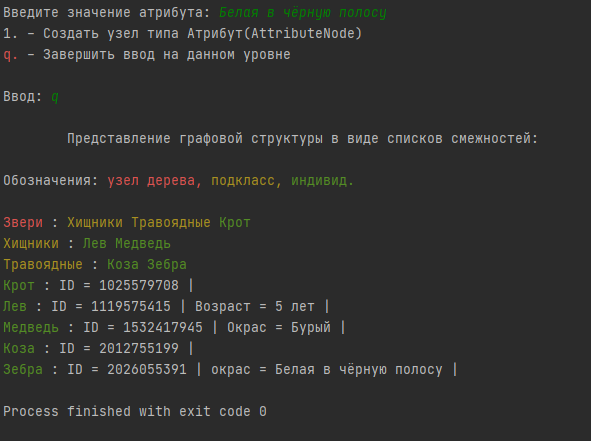 Введите значение атрибута: Белая в чёрную полосу
1. – Создать узел типа Атрибут(AttributeNode)
q. – Завершить ввод на данном уровне
Ввод: q
Представление графовой структуры в виде списков смежностей:
Обозначения: узел дерева, подкласс, индивид.
Звери : Хищники Травоядные Крот
Хищники : Лев Медведь
Травоядные : Коза Зебра
Крот : ID = 1025579708 |
Лев : ID = 1119575415 | Возраст = 5 лет |
Медведь : ID = 1532417945 | Окрас = Бурый |
Коза : ID = 2012755199 |
Зебра : ID = 2026055391 | окрас = Белая в чёрную полосу |
Process finished with exit code 0